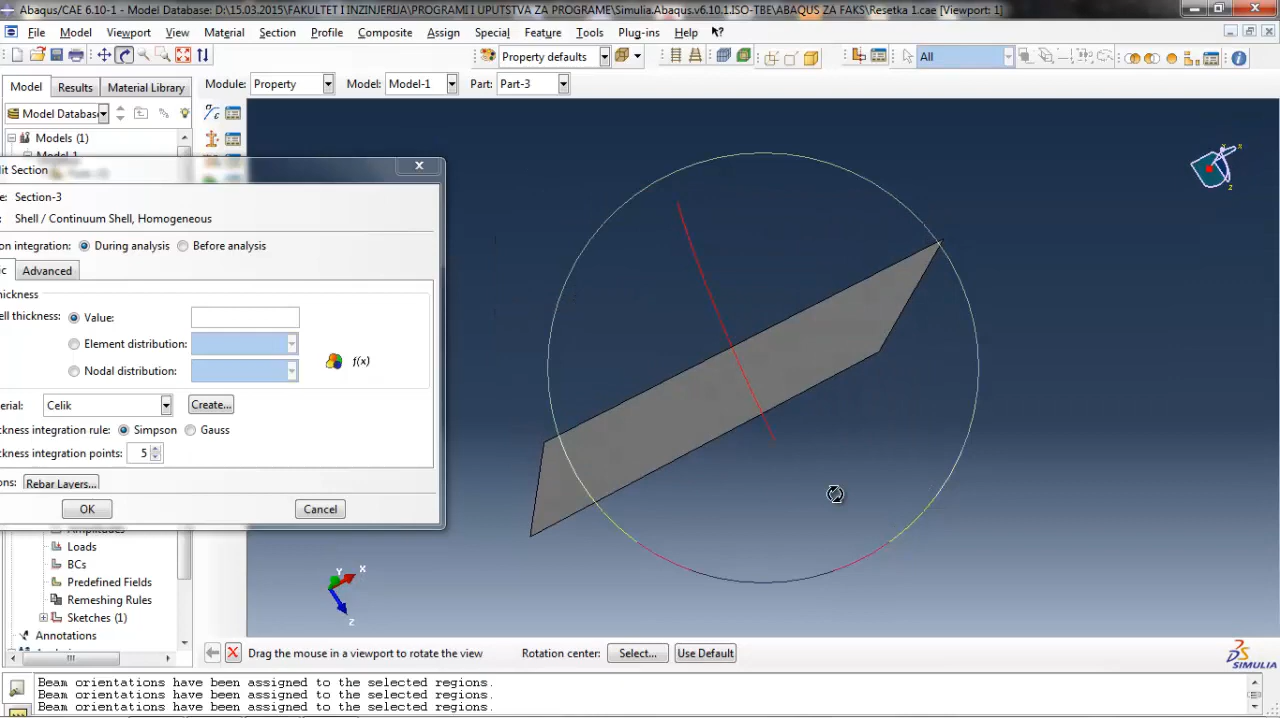 Abaqus/CAE 6.10-1 - Model Database: D:\15.03.2015\FAKULTET I INZINJERIJA\PROGRAMI I UPUTSTVA ZA PROGRAME\Simulia.Abaqus.v6.10.1.ISO-TBE\ABAQUS ZA FAKS\Resetka 1.cae [Viewport: 1]
File Model Viewport View Material Section Profile Composite Assign Special Feature Tools Plug-ins Help
Property defaults All
Model Results Material Library Module: Property Model: Model-1 Part: Part-3
Model Databas
Models (1)
Model-1
lit Section
e: Section-3
Shell / Continuum Shell, Homogeneous
on integration: During analysis Before analysis
ic Advanced
hickness
ell thickness: Value:
Element distribution:
Nodal distribution:
f(x)
erial: Celik Create...
ckness integration rule: Simpson Gauss
ckness integration points: 5
ons: Rebar Layers...
OK Cancel
Amplitudes
Loads
BCs
Predefined Fields
Remeshing Rules
Sketches (1)
Annotations
Y X
Z
Drag the mouse in a viewport to rotate the view Rotation center: Select... Use Default
SIMULIA
Beam orientations have been assigned to the selected regions.
Beam orientations have been assigned to the selected regions.
Beam orientations have been assigned to the selected regions.